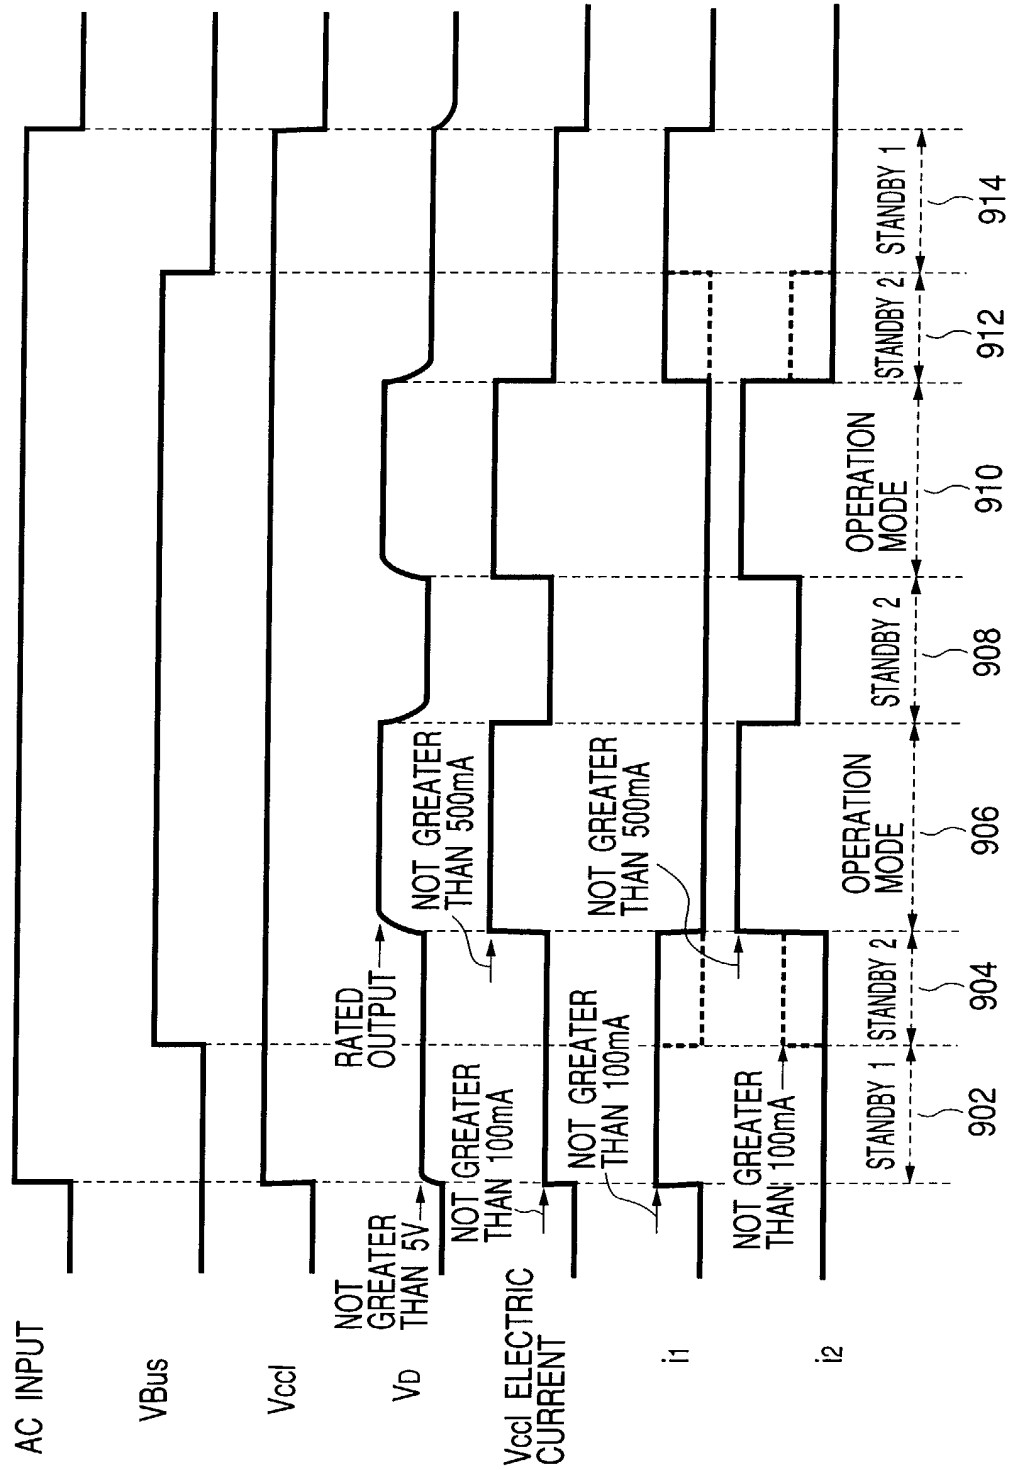 AC INPUT
VBus
Vccl
VD
NOT
GREATER
THAN 5V
RATED
OUTPUT
Vccl ELECTRIC
CURRENT
NOT GREATER
THAN 100mA
NOT GREATER
THAN 500mA
i1
NOT GREATER
THAN 100mA
NOT GREATER
THAN 500mA
i2
NOT GREATER
THAN 100mA
STANDBY 1
STANDBY 2
OPERATION
MODE
STANDBY 2
OPERATION
MODE
STANDBY 2
STANDBY 1
902
904
906
908
910
912
914